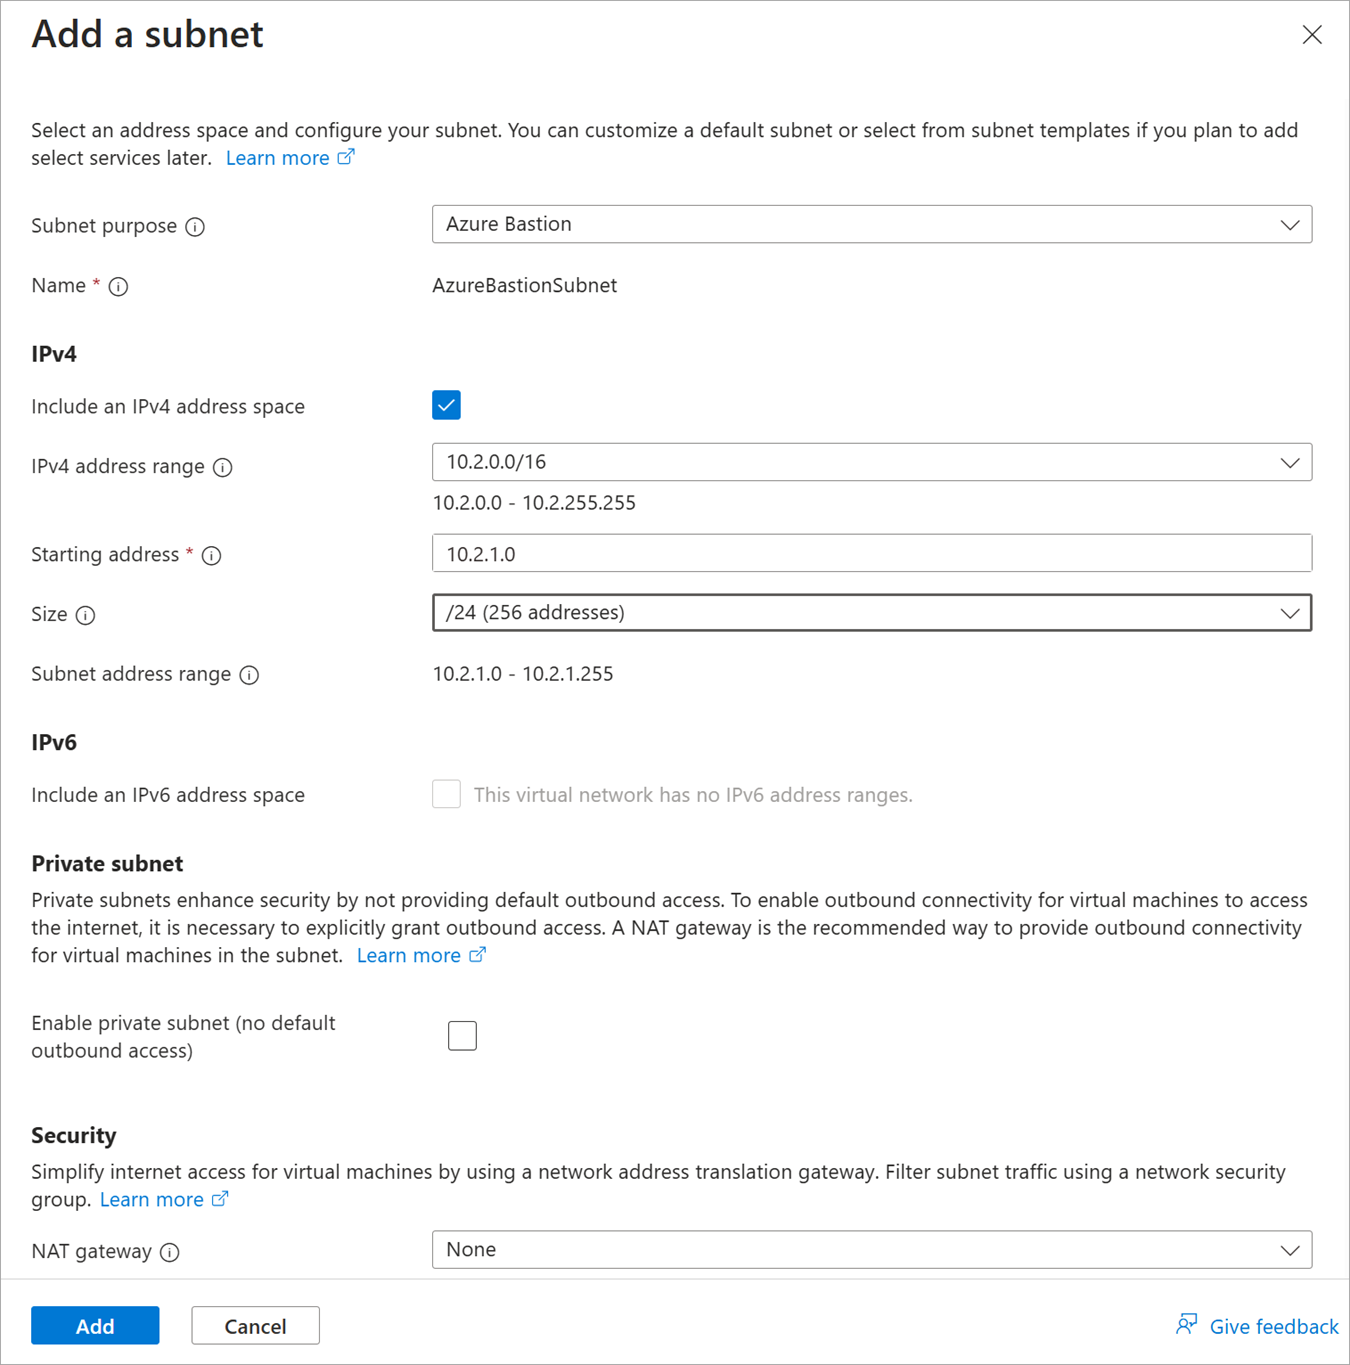 Add a subnet
Select an address space and configure your subnet. You can customize a default subnet or select from subnet templates if you plan to add
select services later. Learn more
Subnet purpose
Azure Bastion
Name *
AzureBastionSubnet
IPv4
Include an IPv4 address space
IPv4 address range
10.2.0.0/16
10.2.0.0 - 10.2.255.255
Starting address *
10.2.1.0
Size
/24 (256 addresses)
Subnet address range
10.2.1.0 - 10.2.1.255
IPv6
Include an IPv6 address space
This virtual network has no IPv6 address ranges.
Private subnet
Private subnets enhance security by not providing default outbound access. To enable outbound connectivity for virtual machines to access
the internet, it is necessary to explicitly grant outbound access. A NAT gateway is the recommended way to provide outbound connectivity
for virtual machines in the subnet. Learn more
Enable private subnet (no default
outbound access)
Security
Simplify internet access for virtual machines by using a network address translation gateway. Filter subnet traffic using a network security
group. Learn more
NAT gateway
None
Add
Cancel
Give feedback